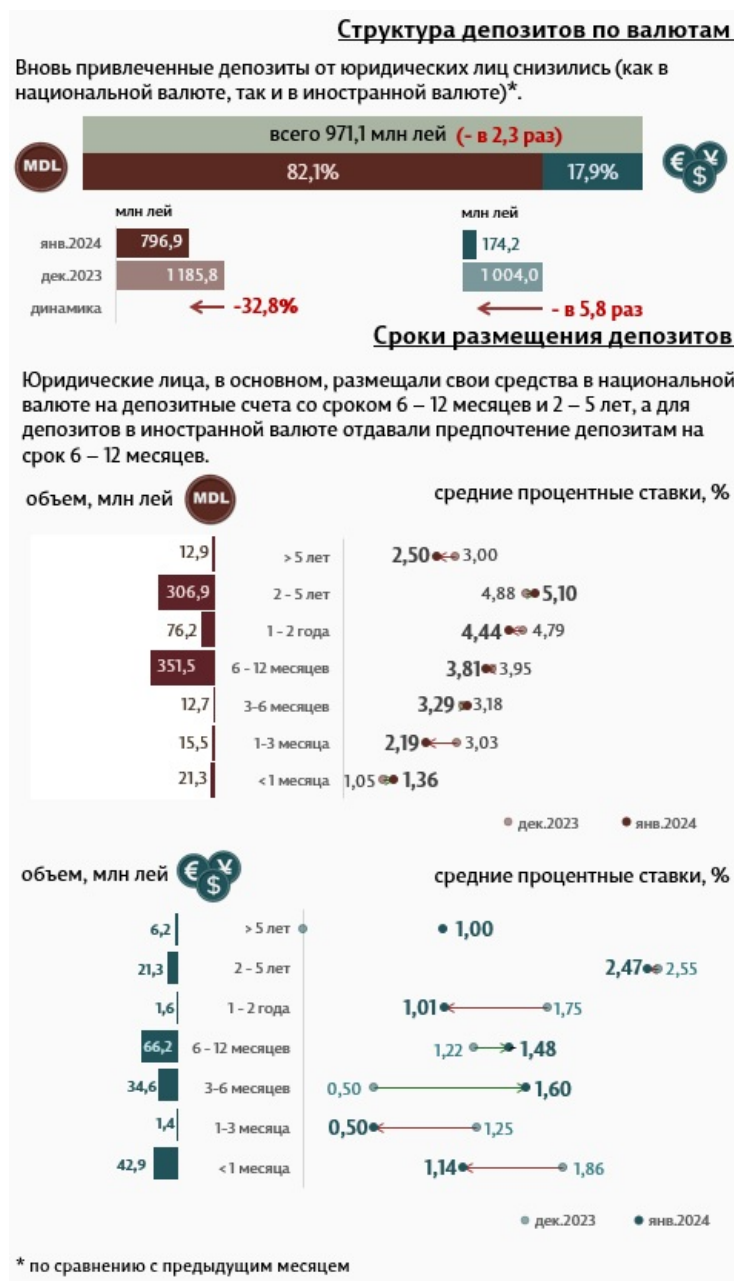 Структура депозитов по валютам
Вновь привлеченные депозиты от юридических лиц снизились (как в
национальной валюте, так и в иностранной валюте)*.
всего 971,1 млн лей (- в 2,3 раз)
MDL 82,1% 17,9% € ¥ $
млн лей млн лей
янв.2024 796,9 174,2
дек.2023 1 185,8 1 004,0
динамика -32,8% - в 5,8 раз
Сроки размещения депозитов
Юридические лица, в основном, размещали свои средства в национальной
валюте на депозитные счета со сроком 6 – 12 месяцев и 2 – 5 лет, а для
депозитов в иностранной валюте отдавали предпочтение депозитам на
срок 6 – 12 месяцев.
объем, млн лей MDL средние процентные ставки, %
12,9 > 5 лет 2,50 3,00
306,9 2 - 5 лет 4,88 5,10
76,2 1 - 2 года 4,44 4,79
351,5 6 - 12 месяцев 3,81 3,95
12,7 3-6 месяцев 3,29 3,18
15,5 1-3 месяца 2,19 3,03
21,3 < 1 месяца 1,05 1,36
дек.2023 янв.2024
объем, млн лей € ¥ $ средние процентные ставки, %
6,2 > 5 лет 1,00
21,3 2 - 5 лет 2,47 2,55
1,6 1 - 2 года 1,01 1,75
66,2 6 - 12 месяцев 1,22 1,48
34,6 3-6 месяцев 0,50 1,60
1,4 1-3 месяца 0,50 1,25
42,9 < 1 месяца 1,14 1,86
дек.2023 янв.2024
* по сравнению с предыдущим месяцем